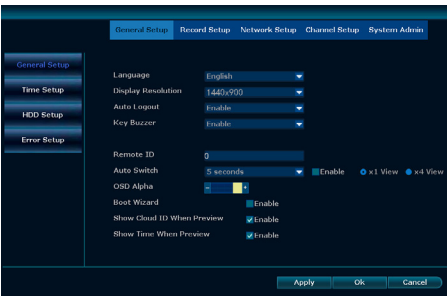 General Setup Record Setup Network Setup Channel Setup System Admin
General Setup
Time Setup
HDD Setup
Error Setup
Language English
Display Resolution 1440x900
Auto Logout Enable
Key Buzzer Enable
Remote ID 0
Auto Switch 5 seconds Enable x1 View x4 View
OSD Alpha - +
Boot Wizard Enable
Show Cloud ID When Preview Enable
Show Time When Preview Enable
Apply Ok Cancel